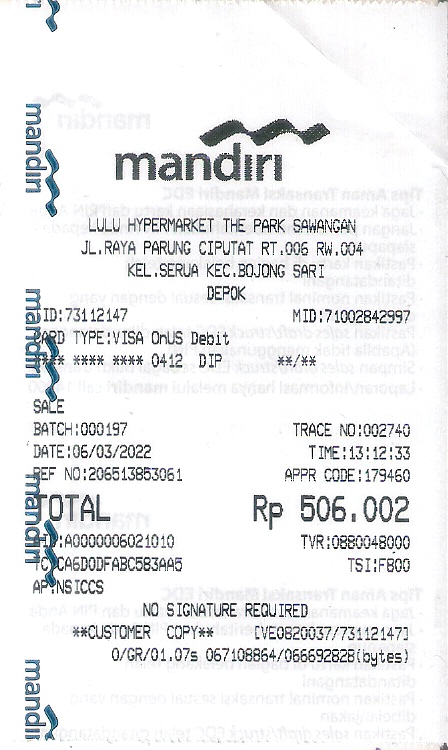 mandiri
LULU HYPERMARKET THE PARK SAWANGAN
JL.RAYA PARUNG CIPUTAT RT.006 RW.004
KEL.SERUA KEC.BOJONG SARI
DEPOK
ID:73112147 MID:71002842997
CARD TYPE:VISA OnUS Debit
**** **** **** 0412 DIP **/**
SALE
BATCH:000197 TRACE NO:002740
DATE:06/03/2022 TIME:13:12:33
REF NO:206513853061 APPR CODE:179460
TOTAL Rp 506.002
AID:A0000006021010 TVR:0880048000
TC:CA6D0DFABC5B3AA5 TSI:F800
AP:NSICCS
NO SIGNATURE REQUIRED
**CUSTOMER COPY** [VE0820037/73112147]
0/GR/01.07s 067108864/066692828(bytes)
mandiri
mandiri
mandiri
mandiri